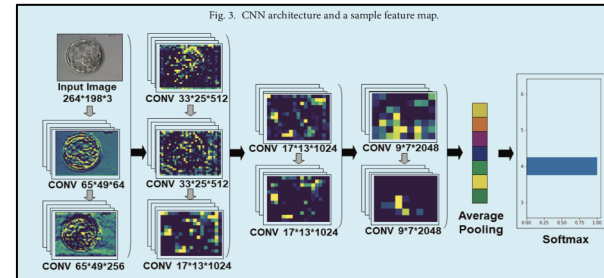 Fig. 3. CNN architecture and a sample feature map.
Input Image
264*198*3
CONV 65*49*64
CONV 65*49*256
CONV 33*25*512
CONV 33*25*512
CONV 17*13*1024
CONV 17*13*1024
CONV 17*13*1024
CONV 9*7*2048
CONV 9*7*2048
Average
Pooling
6
5
4
3
0.00 0.25 0.50 0.75 1.00
Softmax